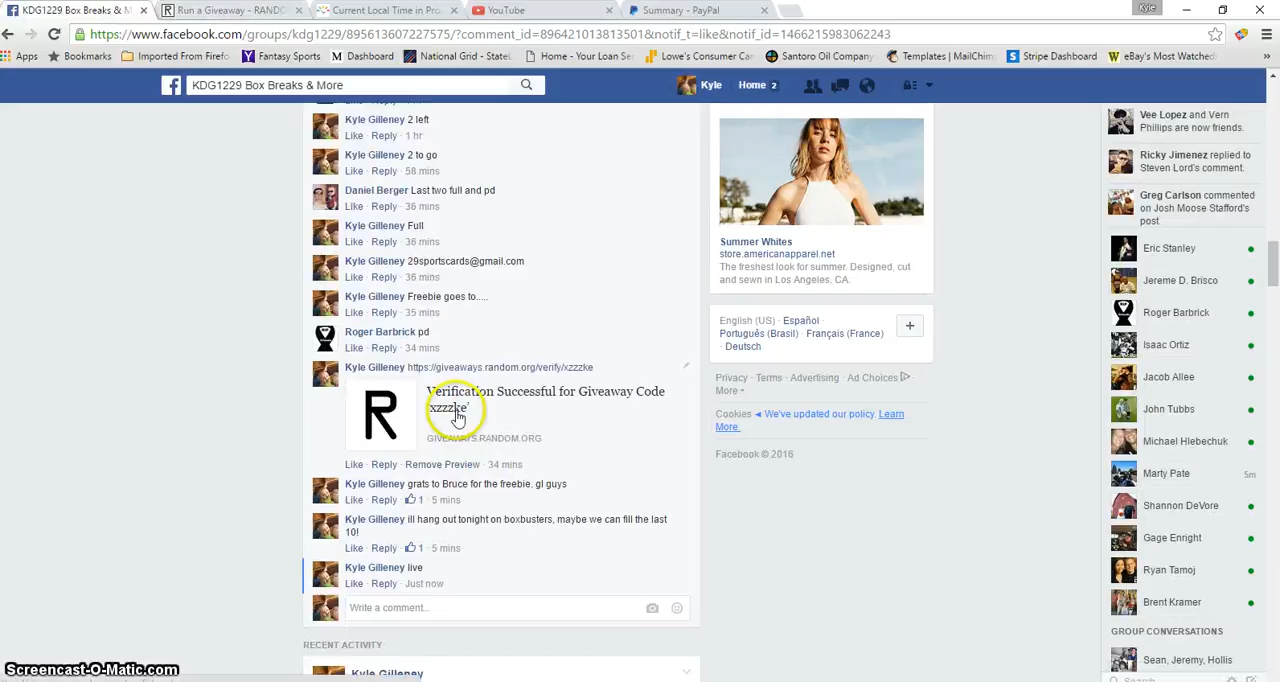 KDG1229 Box Breaks & M
Run a Giveaway - RANDO
Current Local Time in Pro
YouTube
Summary - PayPal
Kyle
https://www.facebook.com/groups/kdg1229/895613607227575/?comment_id=896421013813501&notif_t=like&notif_id=1466215983062243
Apps
Bookmarks
Imported From Firefo
Fantasy Sports
Dashboard
National Grid - State
Home - Your Loan Ser
Lowe's Consumer Car
Santoro Oil Company
Templates | MailChim
Stripe Dashboard
eBay's Most Watched
KDG1229 Box Breaks & More
Kyle
Home 2
Kyle Gilleney 2 left
Like · Reply · 1 hr
Kyle Gilleney 2 to go
Like · Reply · 58 mins
Daniel Berger Last two full and pd
Like · Reply · 36 mins
Kyle Gilleney Full
Like · Reply · 36 mins
Kyle Gilleney 29sportscards@gmail.com
Like · Reply · 36 mins
Kyle Gilleney Freebie goes to.....
Like · Reply · 35 mins
Roger Barbrick pd
Like · Reply · 34 mins
Kyle Gilleney https://giveaways.random.org/verify/xzzzke
R
Verification Successful for Giveaway Code
'xzzzke'
GIVEAWAYS.RANDOM.ORG
Like · Reply · Remove Preview · 34 mins
Kyle Gilleney grats to Bruce for the freebie. gl guys
Like · Reply · 1 · 5 mins
Kyle Gilleney ill hang out tonight on boxbusters, maybe we can fill the last
10!
Like · Reply · 1 · 5 mins
Kyle Gilleney live
Like · Reply · Just now
Write a comment...
RECENT ACTIVITY
Kyle Gilleney
Summer Whites
store.americanapparel.net
The freshest look for summer. Designed, cut
and sewn in Los Angeles, CA.
English (US) · Español
Português (Brasil) · Français (France)
· Deutsch
+
Privacy · Terms · Advertising · Ad Choices
More
Cookies ◂ We've updated our policy. Learn
More.
Facebook © 2016
Vee Lopez and Vern
Phillips are now friends.
Ricky Jimenez replied to
Steven Lord's comment.
Greg Carlson commented
on Josh Moose Stafford's
post.
Eric Stanley
Jereme D. Brisco
Roger Barbrick
Isaac Ortiz
Jacob Allee
John Tubbs
Michael Hlebechuk
Marty Pate 5m
Shannon DeVore
Gage Enright
Ryan Tamoj
Brent Kramer
GROUP CONVERSATIONS
Sean, Jeremy, Hollis
Search
Screencast-O-Matic.com